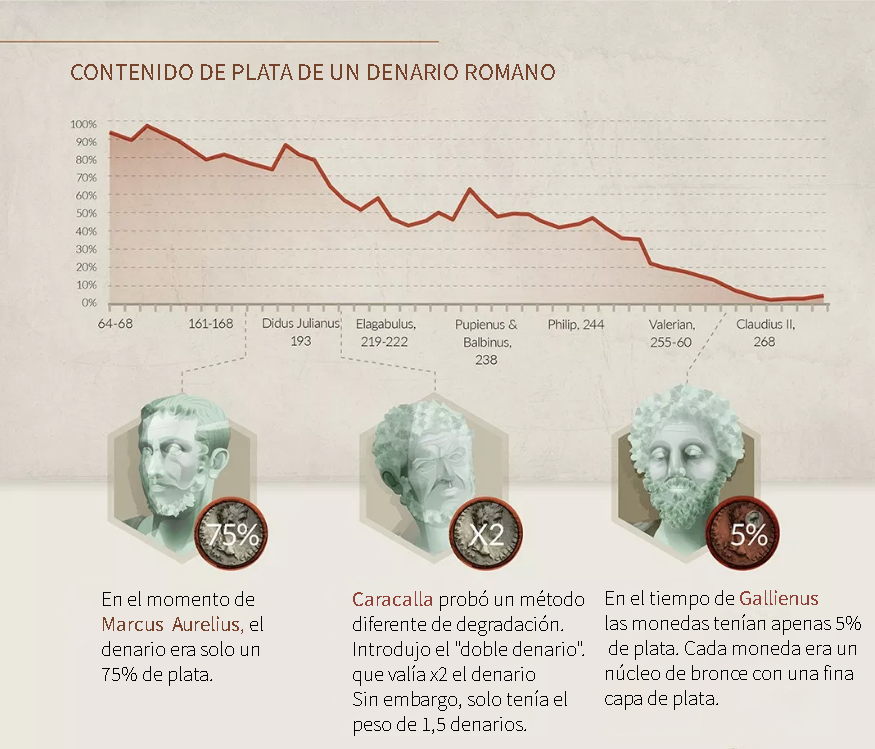 CONTENIDO DE PLATA DE UN DENARIO ROMANO
100%
90%
80%
70%
60%
50%
40%
30%
20%
10%
0%
64-68
161-168
Didus Julianus
193
Elagabulus,
219-222
Pupienus &
Balbinus,
238
Philip, 244
Valerian,
255-60
Claudius II,
268
75%
X2
5%
En el momento de
Marcus Aurelius, el
denario era solo un
75% de plata.
Caracalla probó un método
diferente de degradación.
Introdujo el "doble denario".
que valía x2 el denario
Sin embargo, solo tenía el
peso de 1,5 denarios.
En el tiempo de Gallienus
las monedas tenían apenas 5%
de plata. Cada moneda era un
núcleo de bronce con una fina
capa de plata.